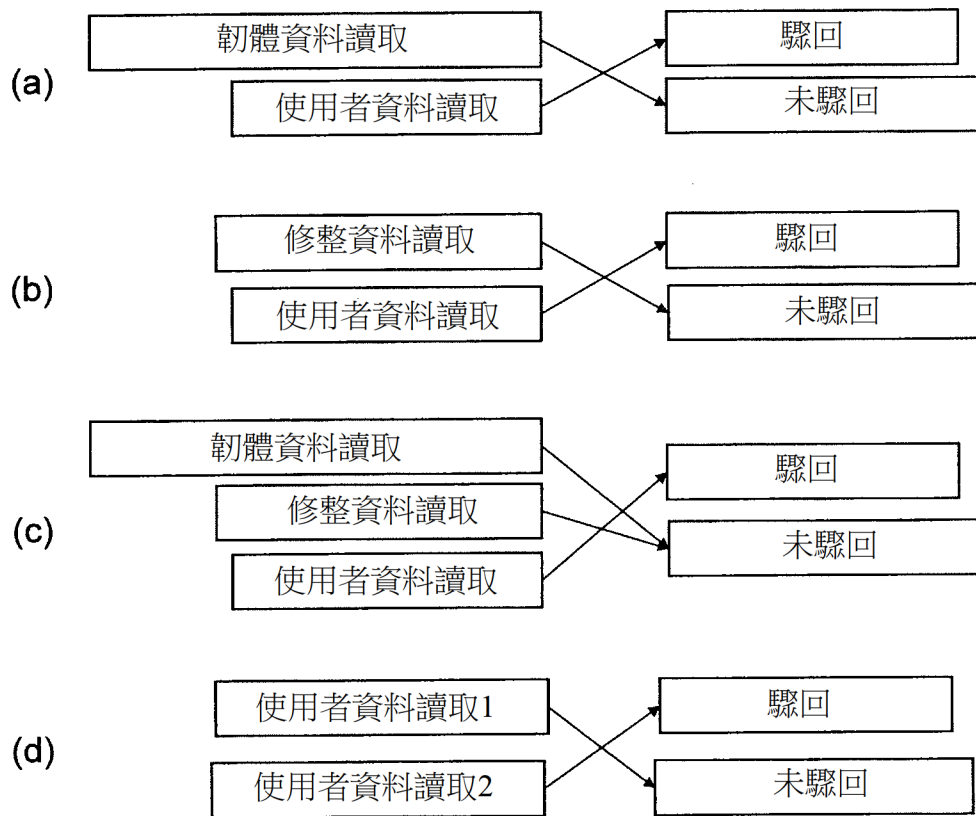 韌體資料讀取 驟回
(a)
使用者資料讀取 未驟回
修整資料讀取 驟回
(b)
使用者資料讀取 未驟回
韌體資料讀取 驟回
修整資料讀取
(c)
未驟回
使用者資料讀取
使用者資料讀取1 驟回
(d)
使用者資料讀取2 未驟回